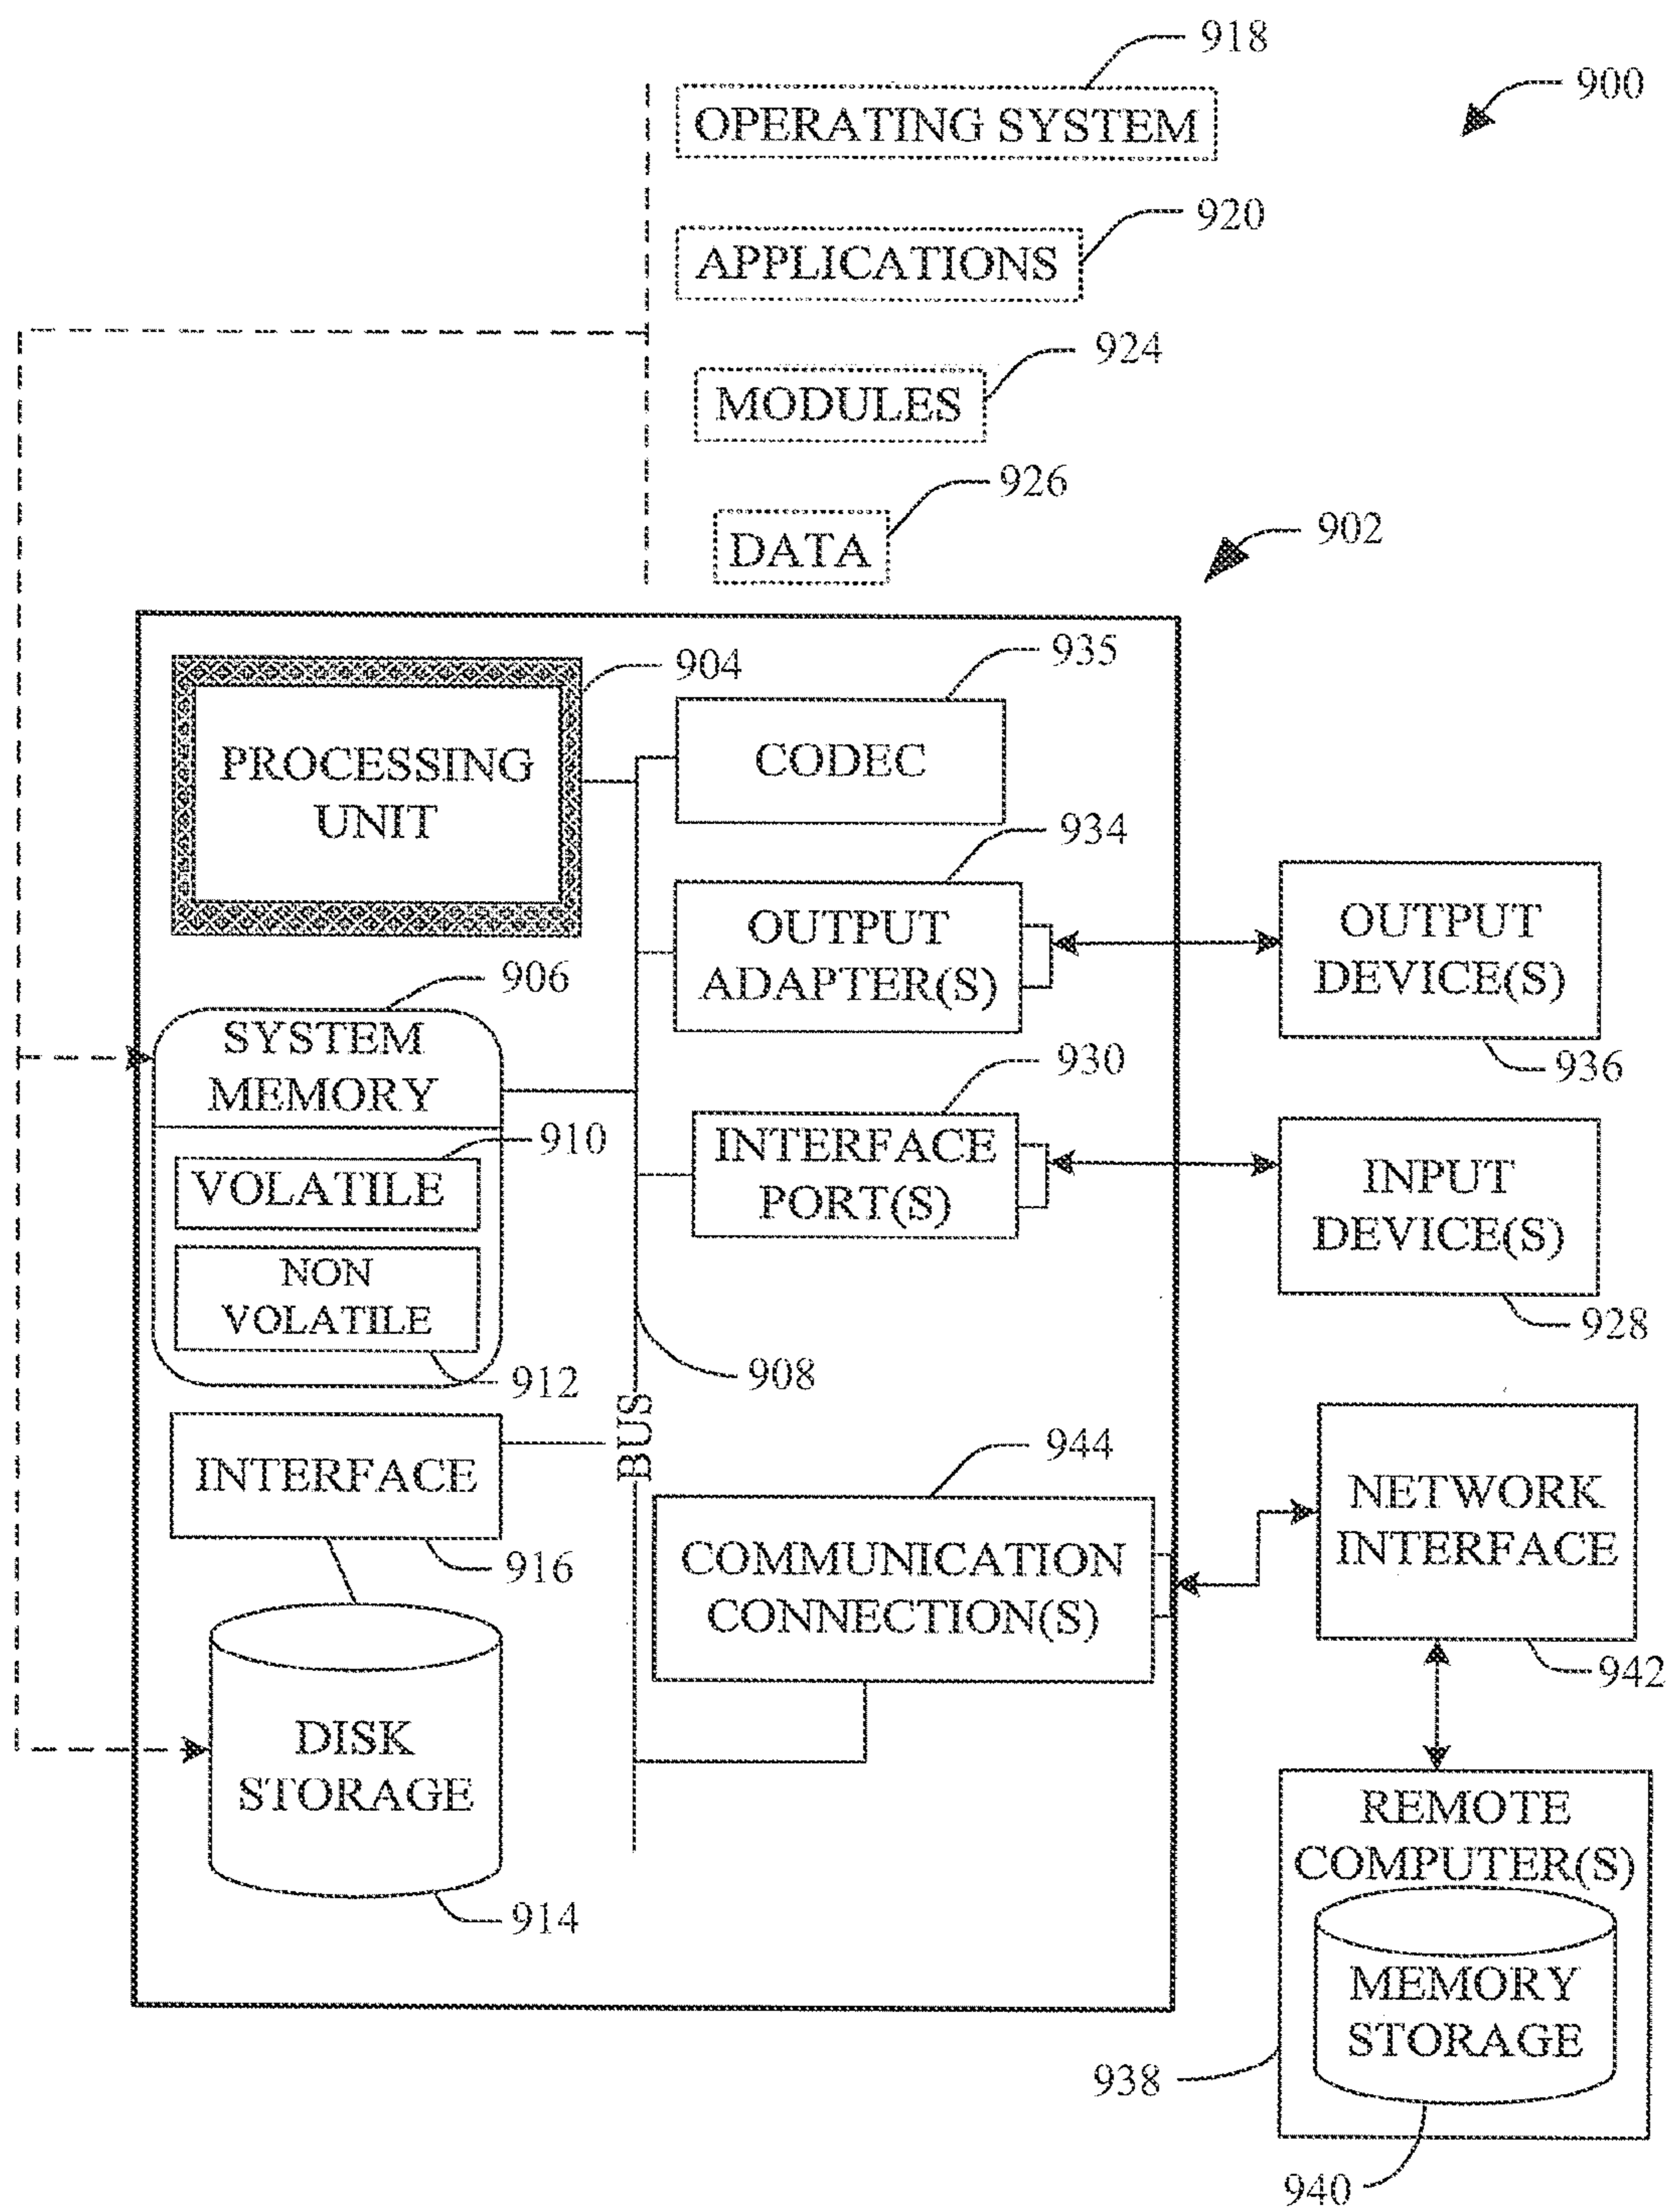 918
900
OPERATING SYSTEM
920
APPLICATIONS
924
MODULES
926
902
DATA
904
935
PROCESSING
UNIT
CODEC
934
OUTPUT
ADAPTER(S)
OUTPUT
DEVICE(S)
936
906
SYSTEM
MEMORY
930
910
INTERFACE
PORT(S)
INPUT
DEVICE(S)
928
VOLATILE
NON
VOLATILE
912
908
BUS
INTERFACE
916
944
COMMUNICATION
CONNECTION(S)
NETWORK
INTERFACE
942
DISK
STORAGE
914
REMOTE
COMPUTER(S)
MEMORY
STORAGE
938
940